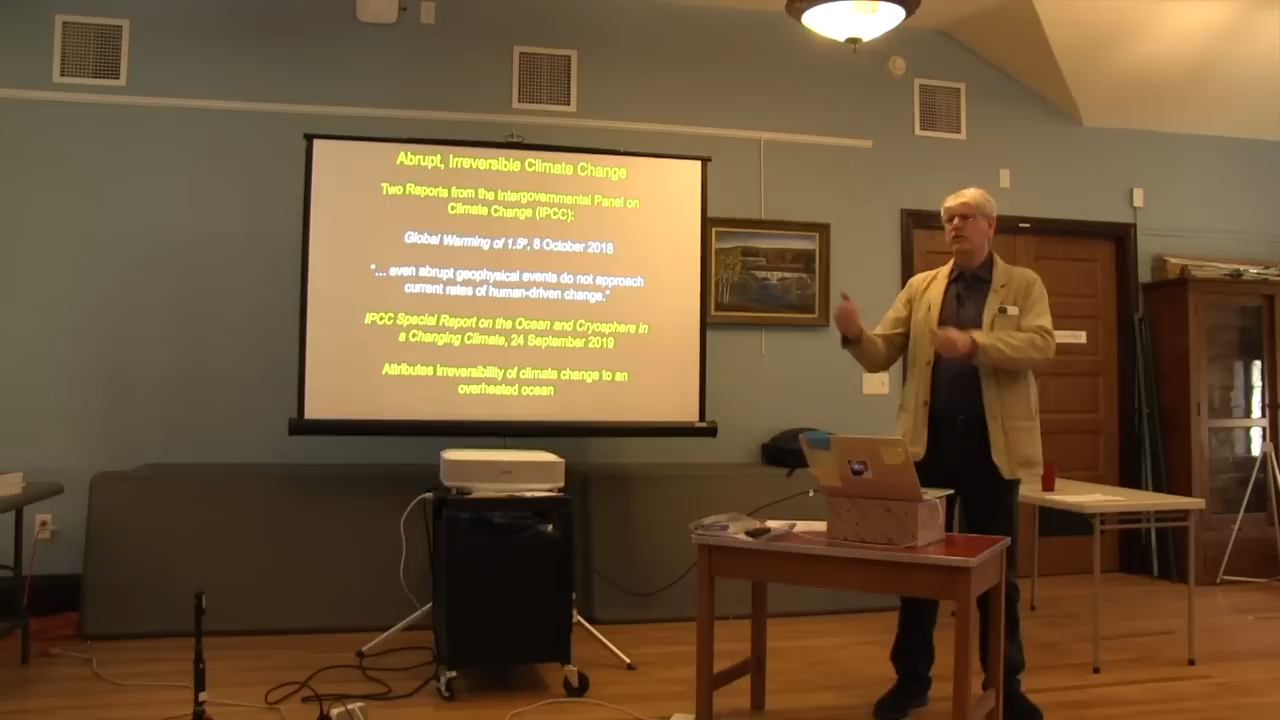 Abrupt, Irreversible Climate Change
Two Reports from the Intergovernmental Panel on
Climate Change (IPCC):
Global Warming of 1.5º, 8 October 2018
"... even abrupt geophysical events do not approach
current rates of human-driven change."
IPCC Special Report on the Ocean and Cryosphere in
a Changing Climate, 24 September 2019
Attributes irreversibility of climate change to an
overheated ocean